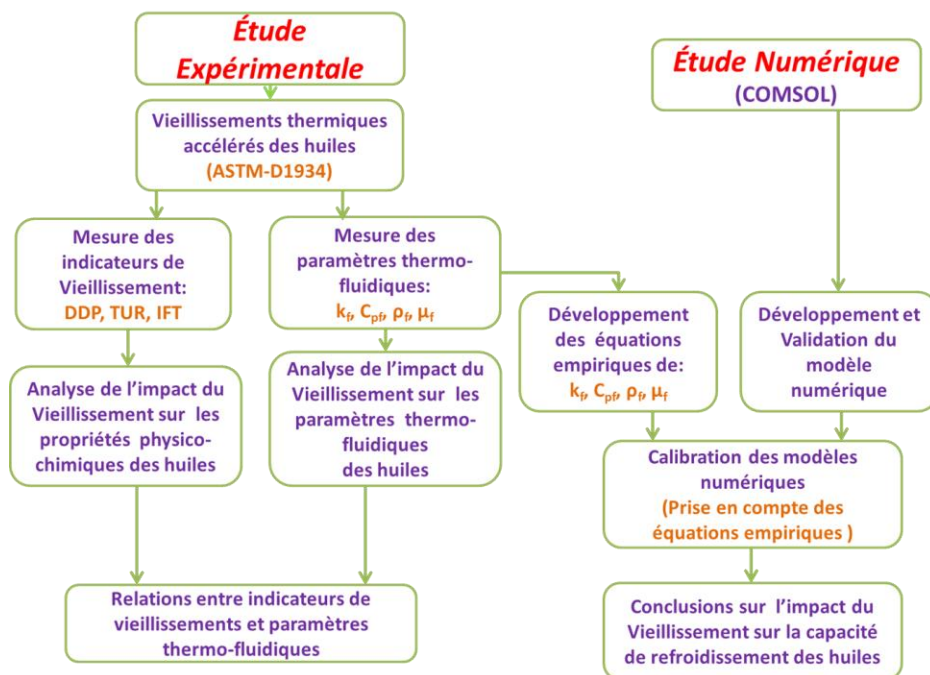 Étude
Expérimentale
Étude Numérique
(COMSOL)
Vieillissements thermiques
accélérés des huiles
(ASTM-D1934)
Mesure des
indicateurs de
Vieillissement:
DDP, TUR, IFT
Mesure des
paramètres thermo-
fluidiques:
kf, Cpf, ρf, μf
Développement
des équations
empiriques de:
kf, Cpf, ρf, μf
Développement et
Validation du
modèle
numérique
Analyse de l'impact du
Vieillissement sur les
propriétés physico-
chimiques des huiles
Analyse de l'impact du
Vieillissement sur les
paramètres thermo-
fluidiques
des huiles
Calibration des modèles
numériques
(Prise en compte des
équations empiriques )
Relations entre indicateurs de
vieillissements et paramètres
thermo-fluidiques
Conclusions sur l'impact du
Vieillissement sur la capacité
de refroidissement des huiles